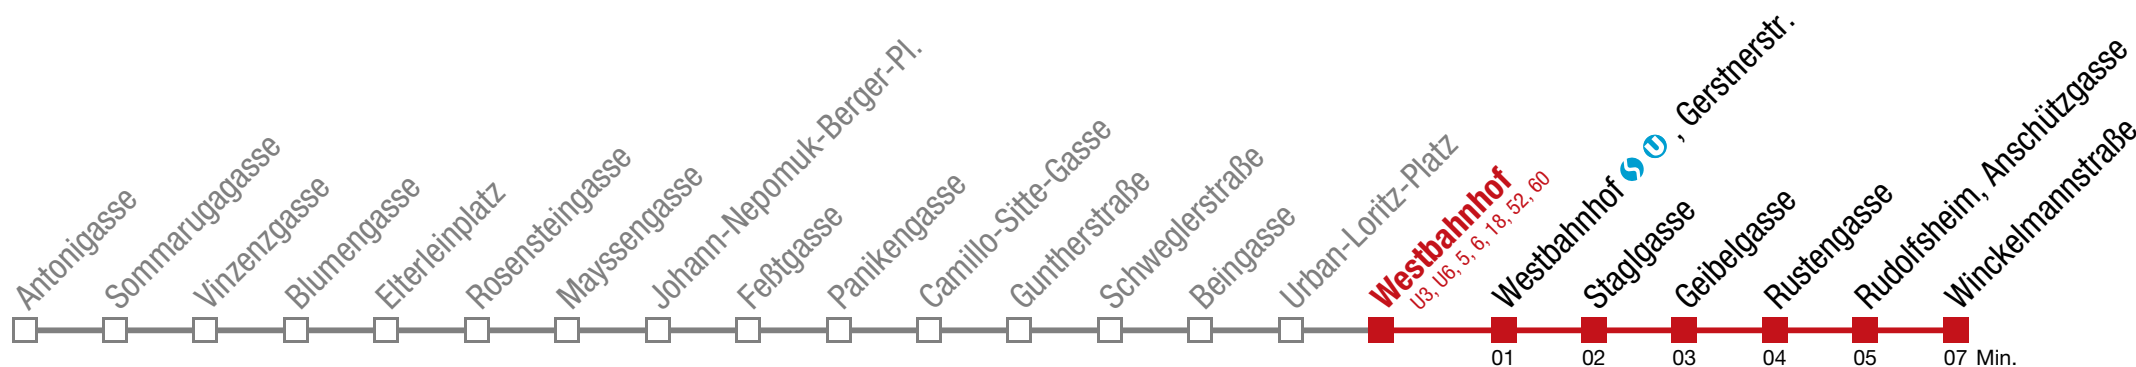 Antonigasse
Sommarugagasse
Vinzenzgasse
Blumengasse
Elterleinplatz
Rosensteingasse
Mayssengasse
Johann-Nepomuk-Berger-Pl.
Feßtgasse
Panikengasse
Camillo-Sitte-Gasse
Guntherstraße
Schweglerstraße
Beingasse
Urban-Loritz-Platz
Westbahnhof
U3, U6, 5, 6, 18, 52, 60
Westbahnhof S U , Gerstnerstr.
Staglgasse
Geibelgasse
Rustengasse
Rudolfsheim, Anschützgasse
Winckelmannstraße
01 02 03 04 05 07 Min.